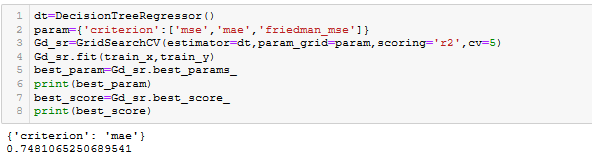 1 dt=DecisionTreeRegressor()
2 param={'criterion':['mse','mae','friedman_mse']}
3 Gd_sr=GridSearchCV(estimator=dt,param_grid=param,scoring='r2',cv=5)
4 Gd_sr.fit(train_x,train_y)
5 best_param=Gd_sr.best_params_
6 print(best_param)
7 best_score=Gd_sr.best_score_
8 print(best_score)
{'criterion': 'mae'}
0.7481065250689541